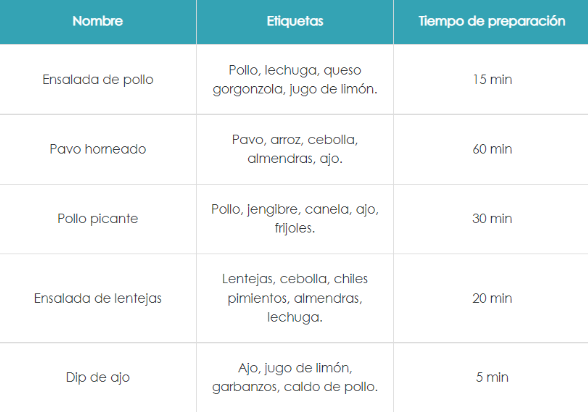 Nombre Etiquetas Tiempo de preparación
Ensalada de pollo
Pollo, lechuga, queso
gorgonzola, jugo de limón.
15 min
Pavo horneado
Pavo, arroz, cebolla,
almendras, ajo.
60 min
Pollo picante
Pollo, jengibre, canela, ajo,
frijoles.
30 min
Ensalada de lentejas
Lentejas, cebolla, chiles
pimientos, almendras,
lechuga.
20 min
Dip de ajo
Ajo, jugo de limón,
garbanzos, caldo de pollo.
5 min